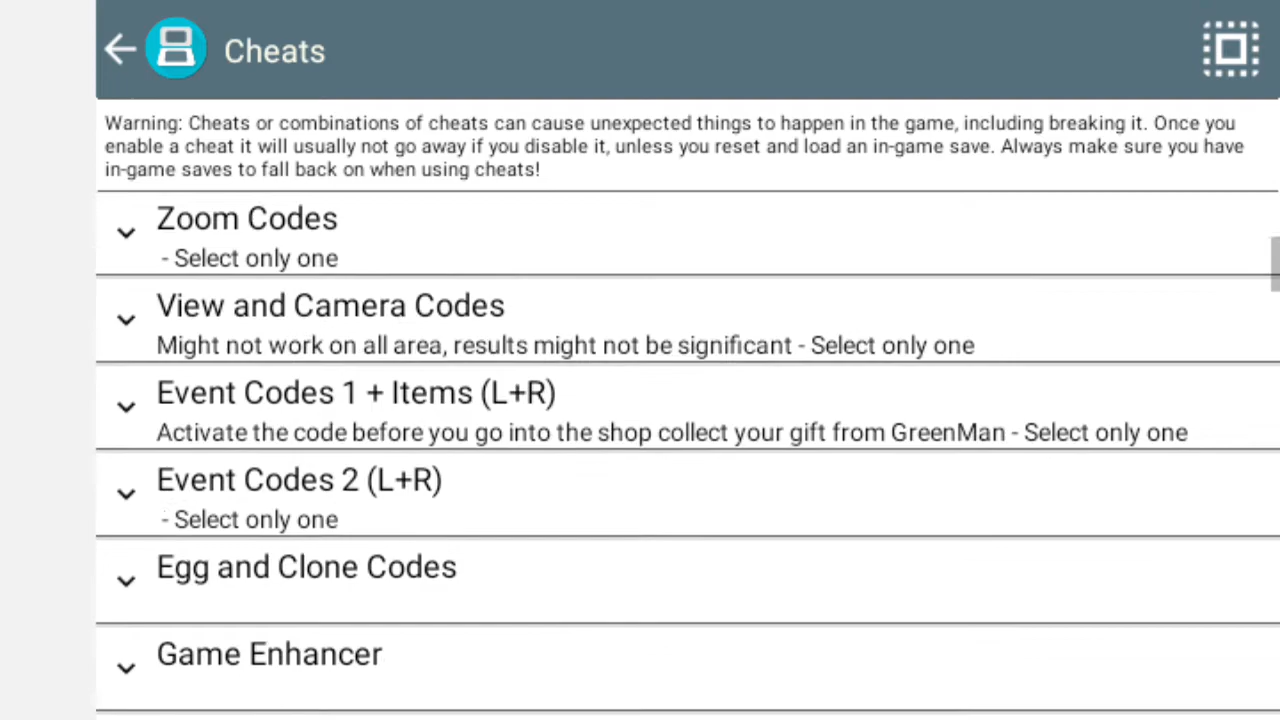 Cheats
Warning: Cheats or combinations of cheats can cause unexpected things to happen in the game, including breaking it. Once you
enable a cheat it will usually not go away if you disable it, unless you reset and load an in-game save. Always make sure you have
in-game saves to fall back on when using cheats!
Zoom Codes
- Select only one
View and Camera Codes
Might not work on all area, results might not be significant - Select only one
Event Codes 1 + Items (L+R)
Activate the code before you go into the shop collect your gift from GreenMan - Select only one
Event Codes 2 (L+R)
- Select only one
Egg and Clone Codes
Game Enhancer